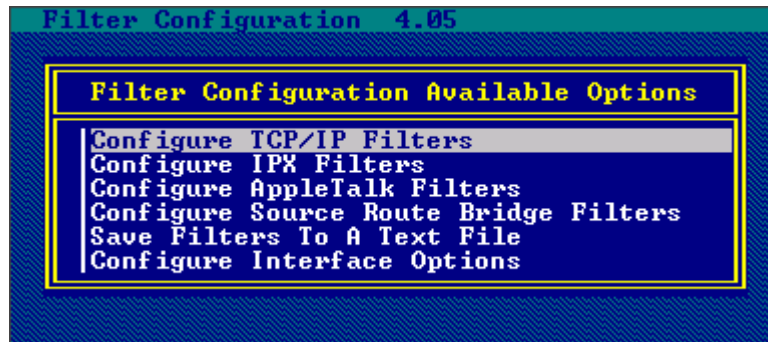 Filter Configuration 4.05
Filter Configuration Available Options
Configure TCP/IP Filters
Configure IPX Filters
Configure AppleTalk Filters
Configure Source Route Bridge Filters
Save Filters To A Text File
Configure Interface Options